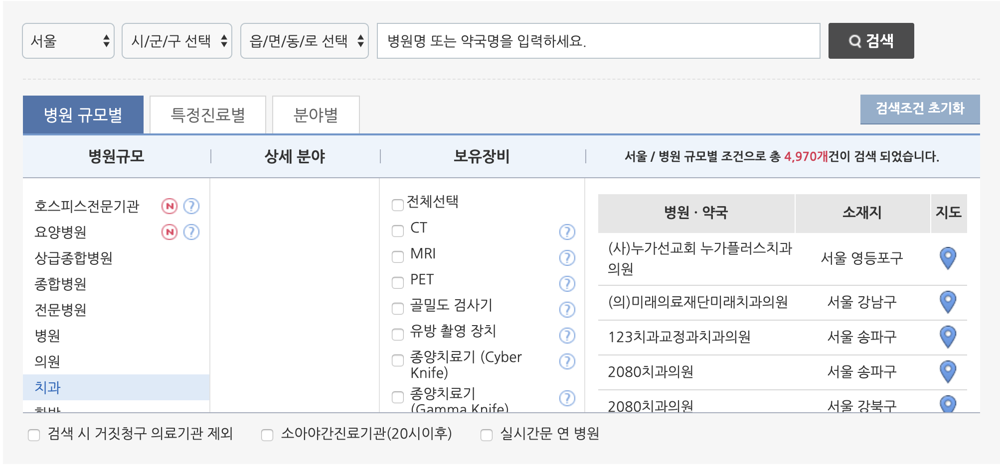 서울 시/군/구 선택 읍/면/동/로 선택 병원명 또는 약국명을 입력하세요. 검색
병원 규모별 특정진료별 분야별 검색조건 초기화
병원규모 상세 분야 보유장비 서울 / 병원 규모별 조건으로 총 4,970개건이 검색 되었습니다.
호스피스전문기관 N ?
요양병원 N ?
상급종합병원
종합병원
전문병원
병원
의원
치과
한방
전체선택
CT ?
MRI ?
PET ?
골밀도 검사기 ?
유방 촬영 장치 ?
종양치료기 (Cyber ?
Knife)
종양치료기 ?
(Gamma Knife)
병원 · 약국 소재지 지도
(사)누가선교회 누가플러스치과
의원 서울 영등포구
(의)미래의료재단미래치과의원 서울 강남구
123치과교정과치과의원 서울 송파구
2080치과의원 서울 송파구
2080치과의원 서울 강북구
검색 시 거짓청구 의료기관 제외 소아야간진료기관(20시이후) 실시간문 연 병원